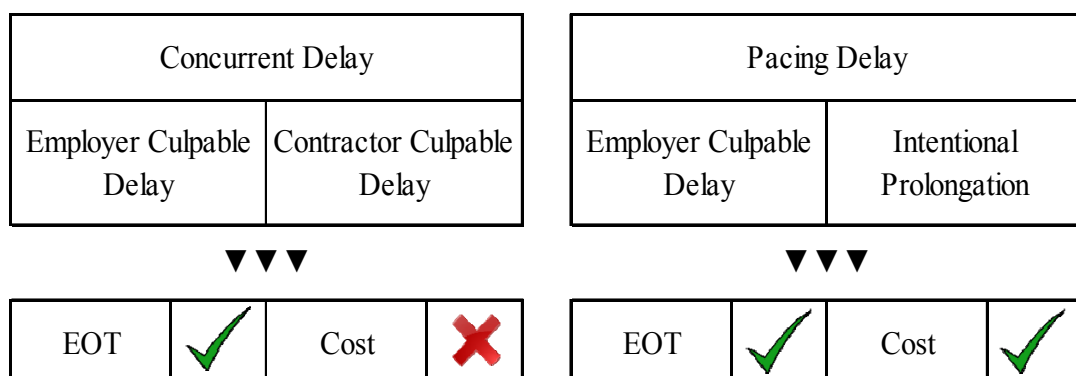 Concurrent Delay
Employer Culpable
Delay
Contractor Culpable
Delay
EOT
Cost
Pacing Delay
Employer Culpable
Delay
Intentional
Prolongation
EOT
Cost